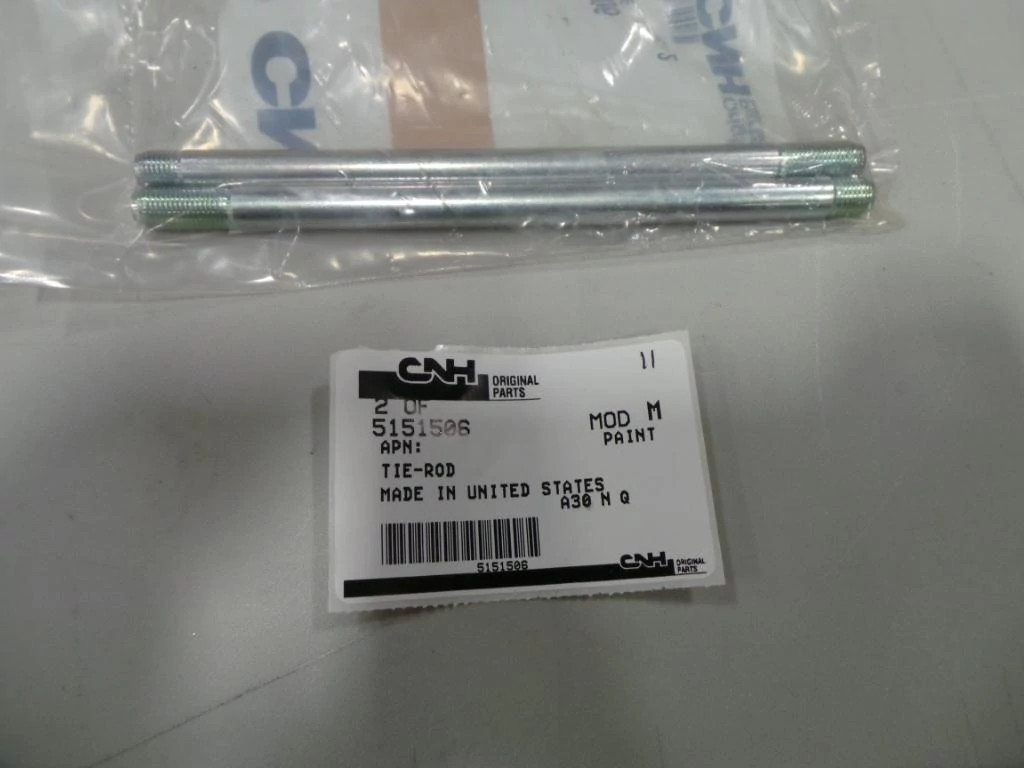 CNH
CNH
ORIGINAL
PARTS
11
2 OF
5151506
MOD M
PAINT
APN:
TIE-ROD
MADE IN UNITED STATES
A30 N Q
5151506
CNH
ORIGINAL
PARTS